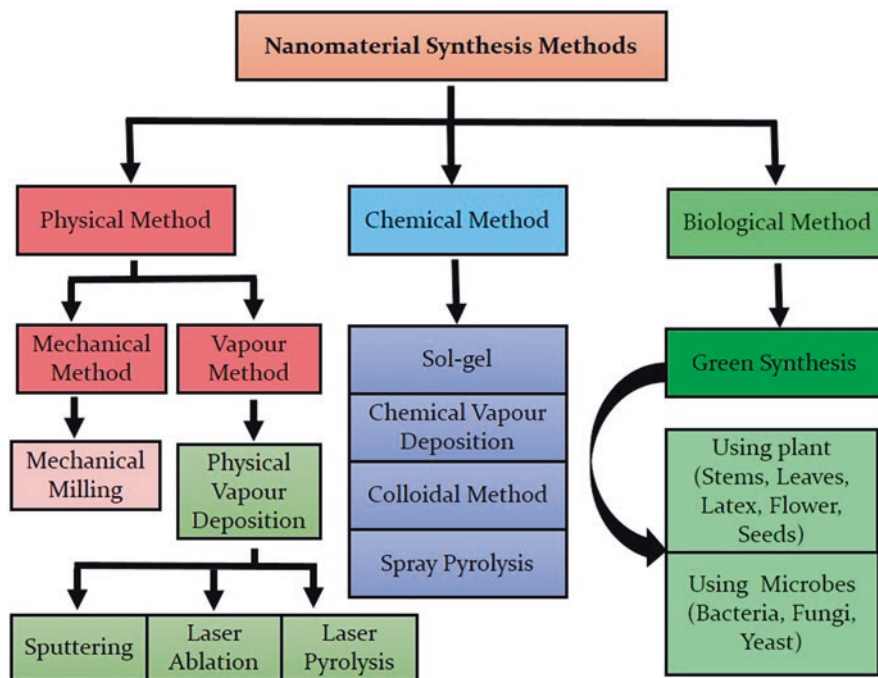 Nanomaterial Synthesis Methods
Physical Method
Chemical Method
Biological Method
Mechanical
Method
Vapour
Method
Mechanical
Milling
Physical
Vapour
Deposition
Sputtering
Laser
Ablation
Laser
Pyrolysis
Sol-gel
Chemical Vapour
Deposition
Colloidal Method
Spray Pyrolysis
Green Synthesis
Using plant
(Stems, Leaves,
Latex, Flower,
Seeds)
Using Microbes
(Bacteria, Fungi,
Yeast)